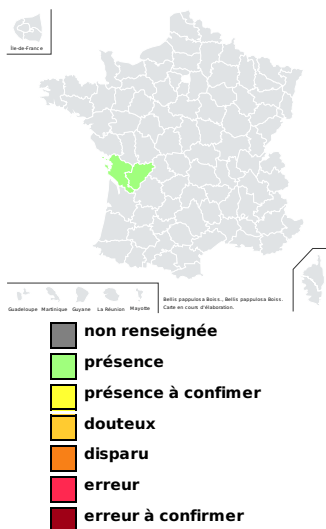 Île-de-France
Guadeloupe Martinique Guyane La Réunion Mayotte
Bellis pappulosa Boiss., Bellis pappulosa Boiss.
Carte en cours d'élaboration.
non renseignée
présence
présence à confimer
douteux
disparu
erreur
erreur à confirmer